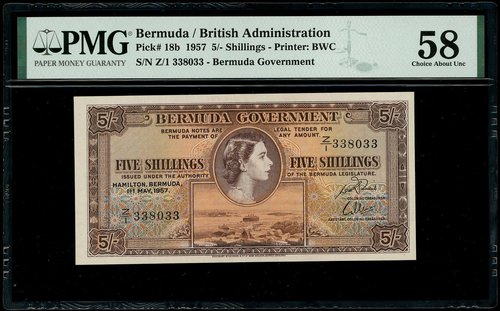 PMG
PAPER MONEY GUARANTY
Bermuda / British Administration
Pick# 18b 1957 5/- Shillings - Printer: BWC
S/N Z/1 338033 - Bermuda Government
58
Choice About Unc
5/-
BERMUDA GOVERNMENT
5/-
BERMUDA NOTES ARE
THE PAYMENT OF
LEGAL TENDER FOR
ANY AMOUNT.
Z/1 338033
FIVE SHILLINGS
FIVE SHILLINGS
ISSUED UNDER THE AUTHORITY
OF THE BERMUDA LEGISLATURE.
HAMILTON, BERMUDA,
1ST MAY, 1957.
Z/1 338033
5/-
5/-